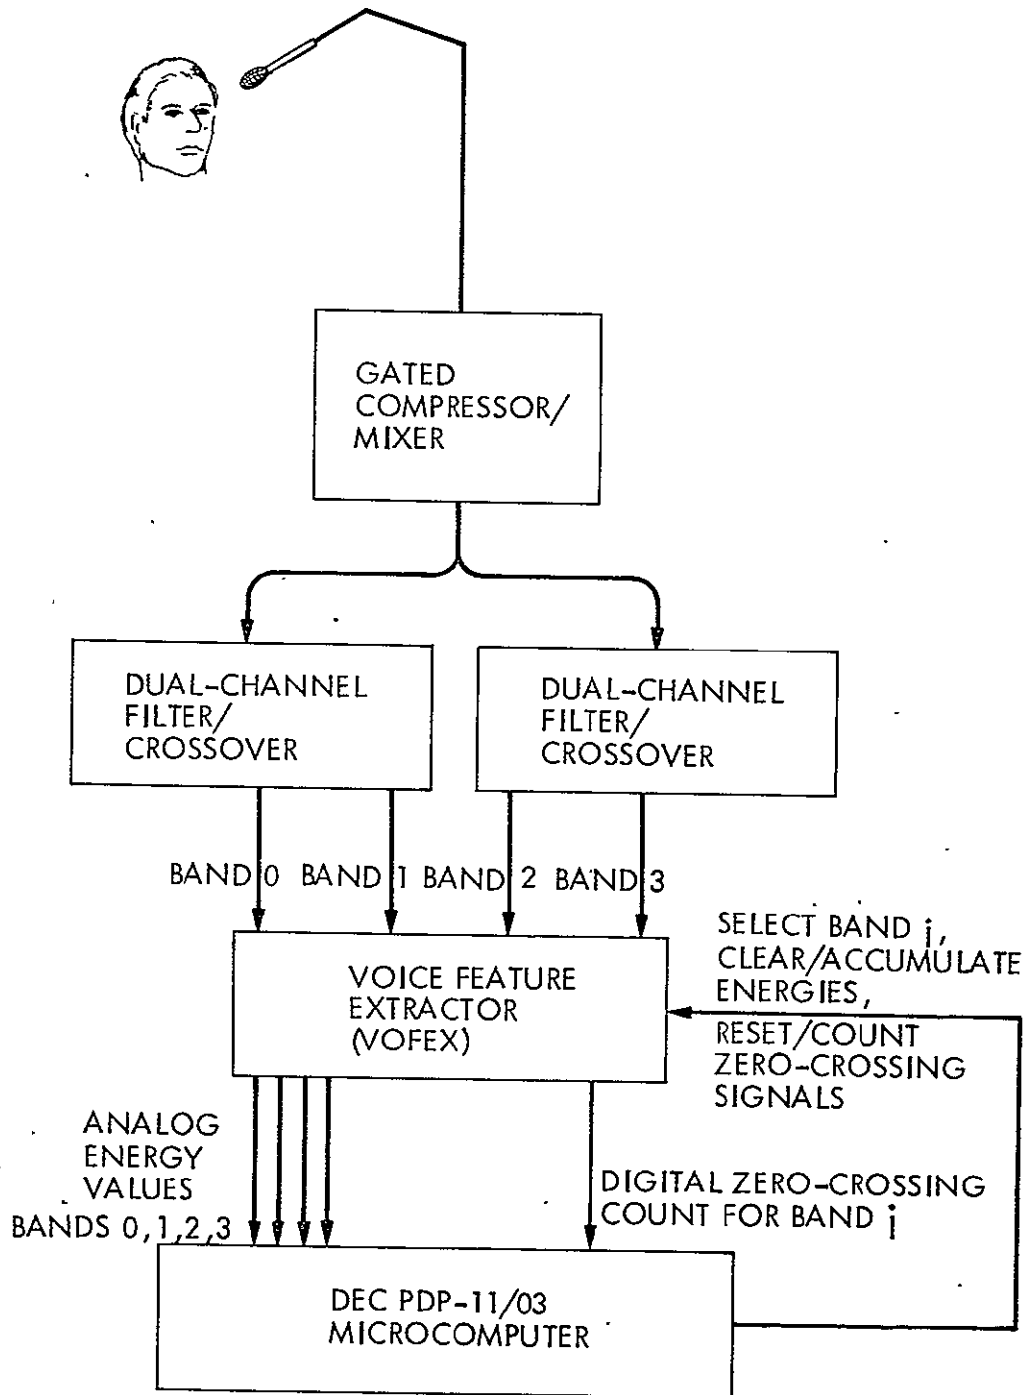 GATED
COMPRESSOR/
MIXER
DUAL-CHANNEL
FILTER/
CROSSOVER
DUAL-CHANNEL
FILTER/
CROSSOVER
BAND 0 BAND 1 BAND 2 BAND 3
VOICE FEATURE
EXTRACTOR
(VOFEX)
SELECT BAND j,
CLEAR/ACCUMULATE
ENERGIES,
RESET/COUNT
ZERO-CROSSING
SIGNALS
ANALOG
ENERGY
VALUES
BANDS 0,1,2,3
DIGITAL ZERO-CROSSING
COUNT FOR BAND j
DEC PDP-11/03
MICROCOMPUTER